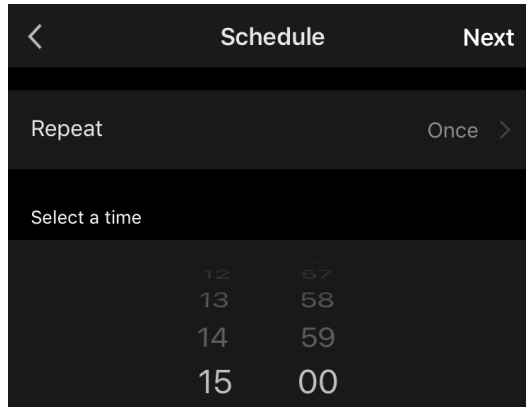 Schedule Next
Repeat Once
Select a time
12 57
13 58
14 59
15 00